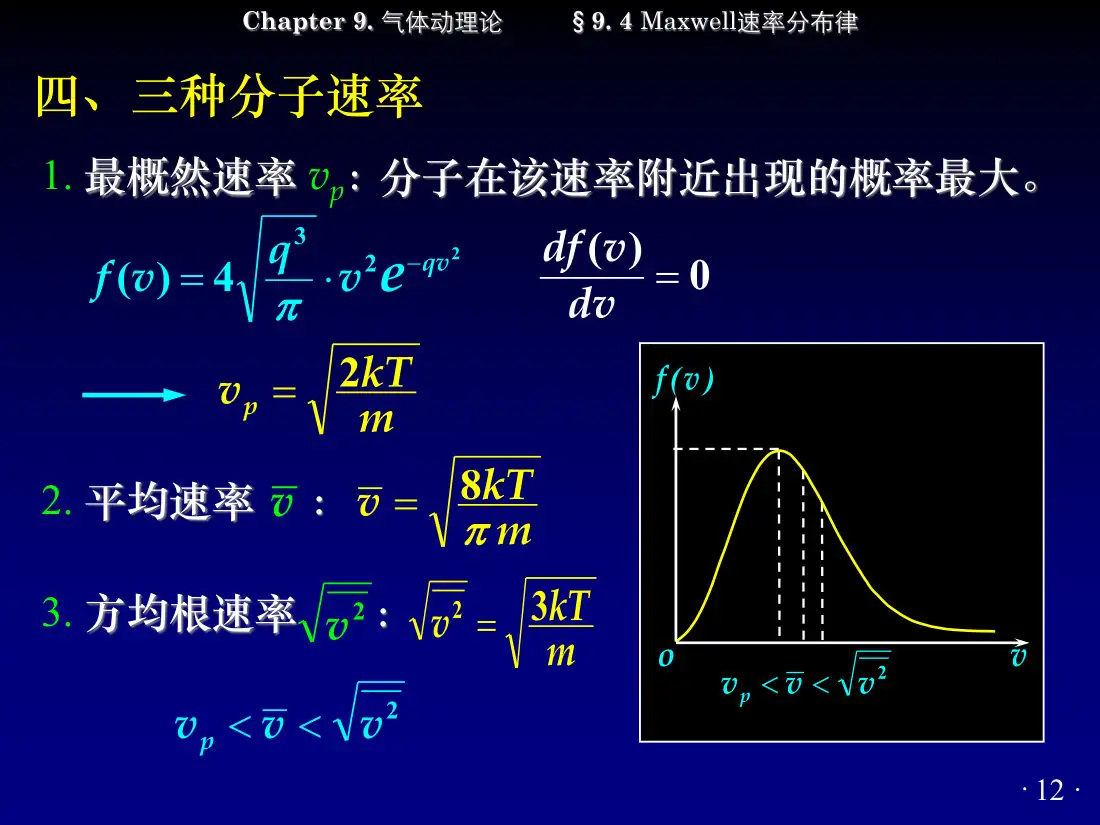 Chapter 9. 气体动理论 § 9. 4 Maxwell速率分布律
四、三种分子速率
1. 最概然速率 v_p : 分子在该速率附近出现的概率最大。
f(v) = 4√(q³/π) · v² e^(-qv²)    df(v)/dv = 0
v_p = √(2kT/m)
2. 平均速率 v̅ : v̅ = √(8kT/πm)
3. 方均根速率 √(v̅²) : √(v̅²) = √(3kT/m)
v_p < v̅ < √(v̅²)
f(v)
o v
v_p < v̅ < √(v̅²)
· 12 ·